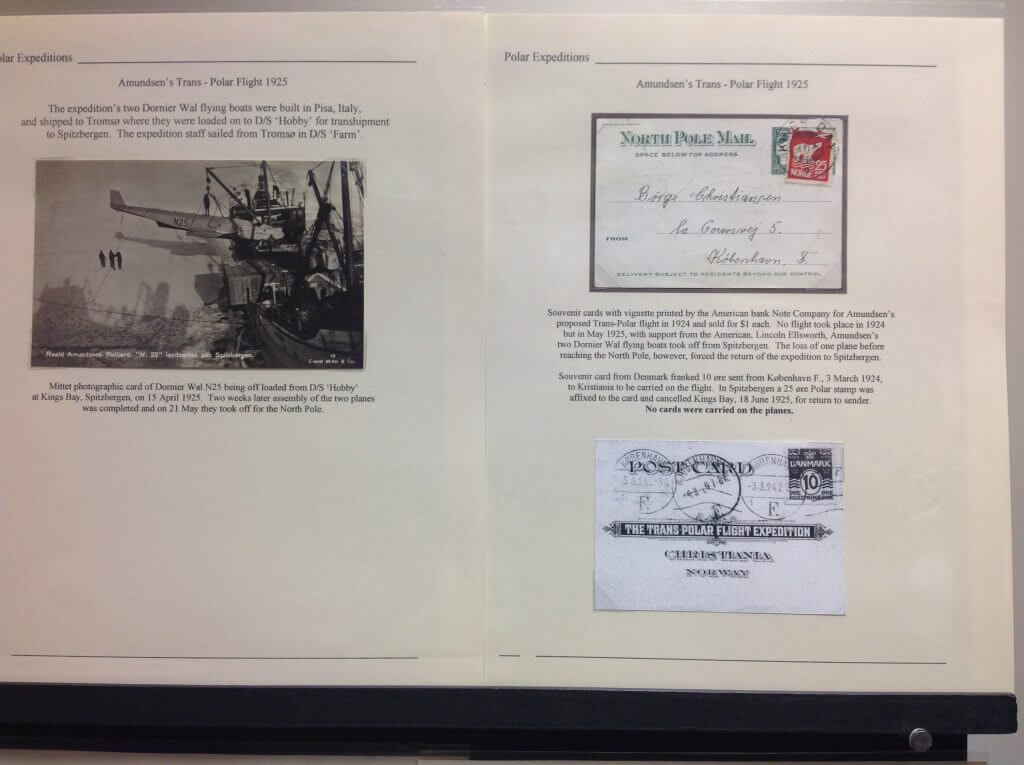 olar Expeditions
Amundsen's Trans - Polar Flight 1925
The expedition's two Dornier Wal flying boats were built in Pisa, Italy,
and shipped to Tromsø where they were loaded on to D/S 'Hobby' for transhipment
to Spitzbergen. The expedition staff sailed from Tromsø in D/S 'Farm'.
N25
Roald Amundsens Polfærd. "N. 25" landsættes paa Spitsbergen.
Mittet photographic card of Dornier Wal N25 being off loaded from D/S 'Hobby'
at Kings Bay, Spitzbergen, on 15 April 1925. Two weeks later assembly of the two planes
was completed and on 21 May they took off for the North Pole.
Polar Expeditions
Amundsen's Trans - Polar Flight 1925
NORTH POLE MAIL
SPACE BELOW FOR ADDRESS
25
NORGE
Börge Christiansen
la Coursvej 5.
FROM
København, F.
DELIVERY SUBJECT TO ACCIDENTS BEYOND OUR CONTROL
Souvenir cards with vignette printed by the American bank Note Company for Amundsen's
proposed Trans-Polar flight in 1924 and sold for $1 each. No flight took place in 1924
but in May 1925, with support from the American, Lincoln Ellsworth, Amundsen's
two Dornier Wal flying boats took off from Spitzbergen. The loss of one plane before
reaching the North Pole, however, forced the return of the expedition to Spitzbergen.
Souvenir card from Denmark franked 10 øre sent from København F., 3 March 1924,
to Kristiania to be carried on the flight. In Spitzbergen a 25 øre Polar stamp was
affixed to the card and cancelled Kings Bay, 18 June 1925, for return to sender.
No cards were carried on the planes.
POST CARD
KØBENHAVN
F.
DANMARK
10
THE TRANS-POLAR FLIGHT EXPEDITION
CHRISTIANIA
NORWAY